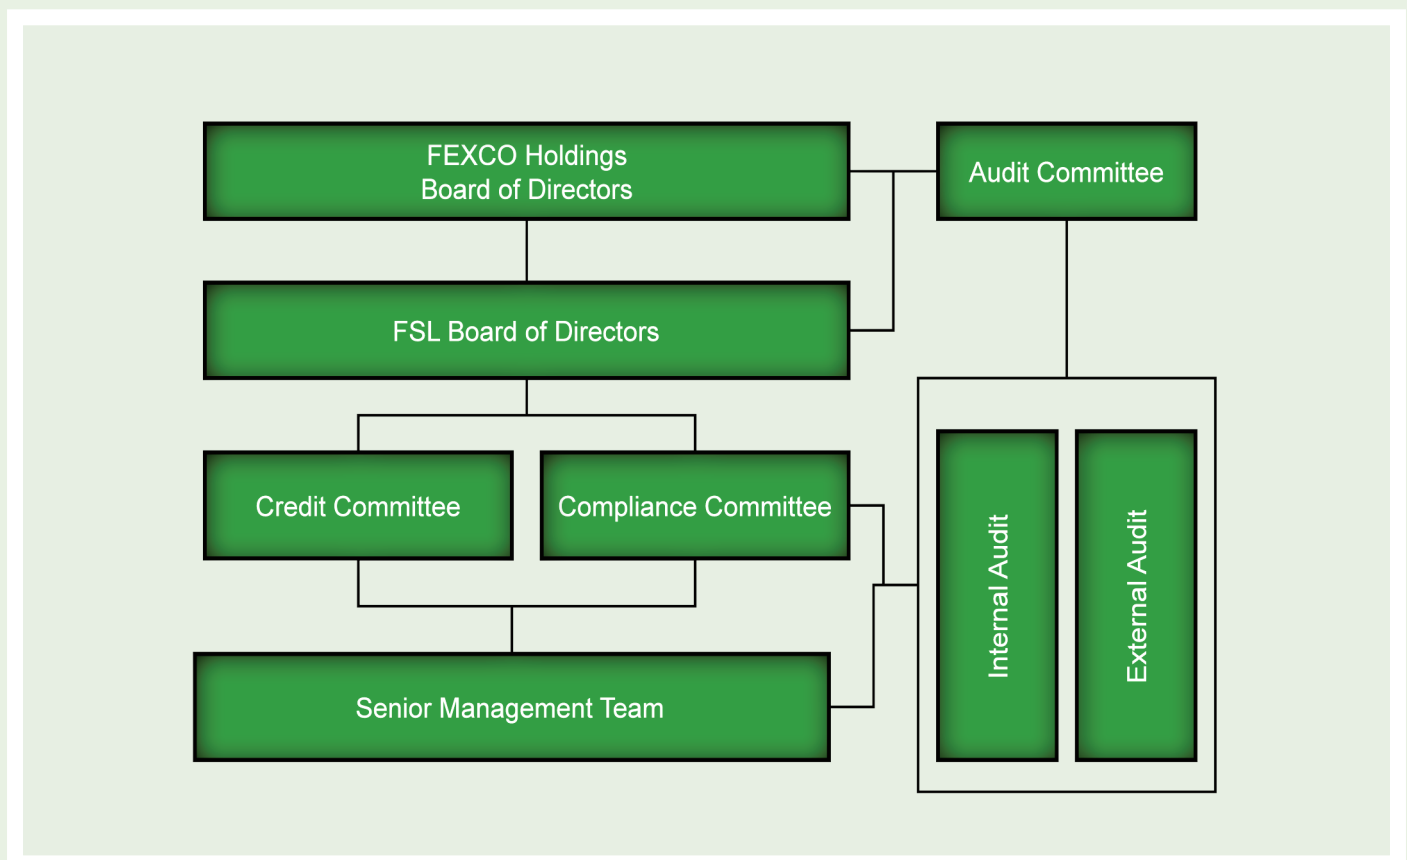 FEXCO Holdings
Board of Directors
Audit Committee
FSL Board of Directors
Credit Committee
Compliance Committee
Internal Audit
External Audit
Senior Management Team